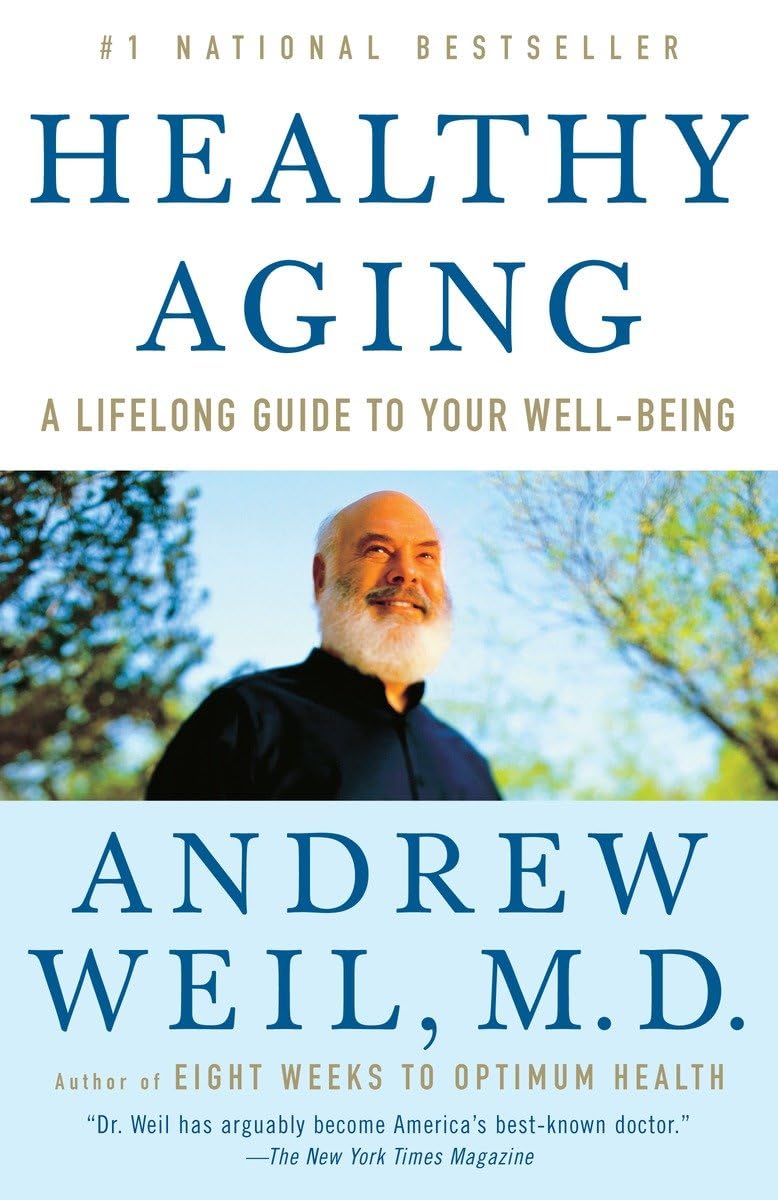 #1 NATIONAL BESTSELLER
HEALTHY
AGING
A LIFELONG GUIDE TO YOUR WELL-BEING
ANDREW
WEIL, M.D.
Author of EIGHT WEEKS TO OPTIMUM HEALTH
“Dr. Weil has arguably become America’s best-known doctor.”
—The New York Times Magazine